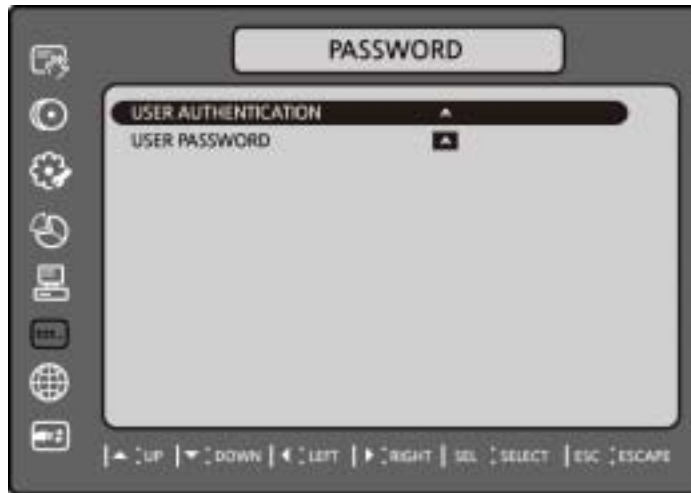 PASSWORD
USER AUTHENTICATION
USER PASSWORD
▲ : UP | ▼ : DOWN | ◀ : LEFT | ▶ : RIGHT | SEL : SELECT | ESC : ESCAPE